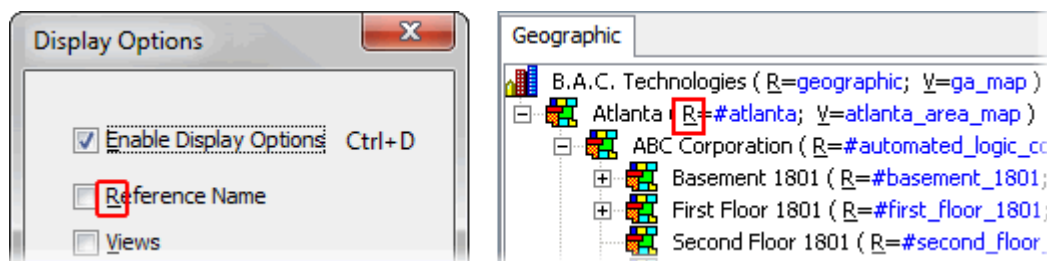 Display Options
Enable Display Options Ctrl+D
Reference Name
Views
Geographic
B.A.C. Technologies ( R=geographic; V=ga_map )
Atlanta ( R=#atlanta; V=atlanta_area_map )
ABC Corporation ( R=#automated_logic_co
Basement 1801 ( R=#basement_1801;
First Floor 1801 ( R=#first_floor_1801;
Second Floor 1801 ( R=#second_floor_